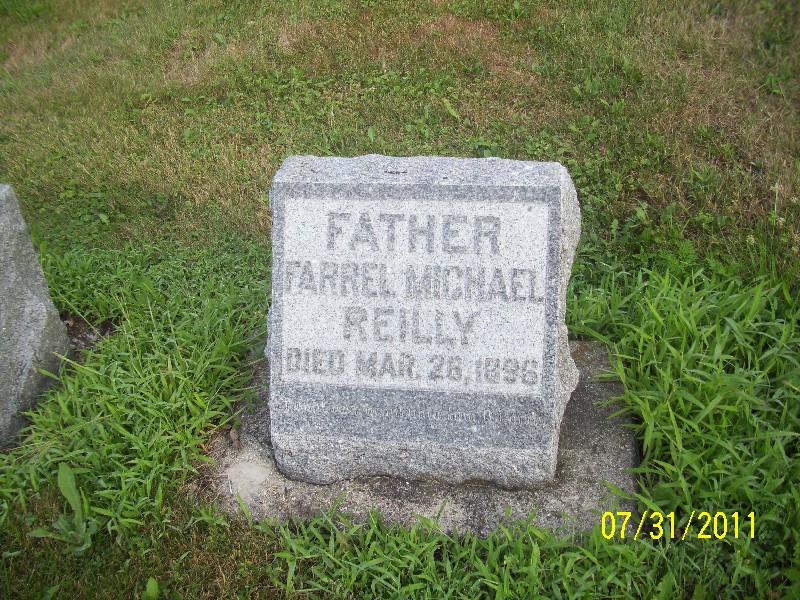 FATHER
FARREL MICHAEL
REILLY
DIED MAR. 26, 1896
07/31/2011